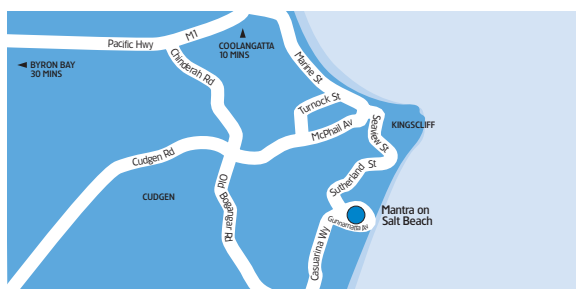 Pacific Hwy
M1
COOLANGATTA
10 MINS
BYRON BAY
30 MINS
Chinderah Rd
Marine St
Turnock St
McPhail Av
Seaview St
KINGSCLIFF
Cudgen Rd
Sutherland St
CUDGEN
Old Bogangar Rd
Mantra on
Salt Beach
Gunnamatta Av
Casuarina Wy